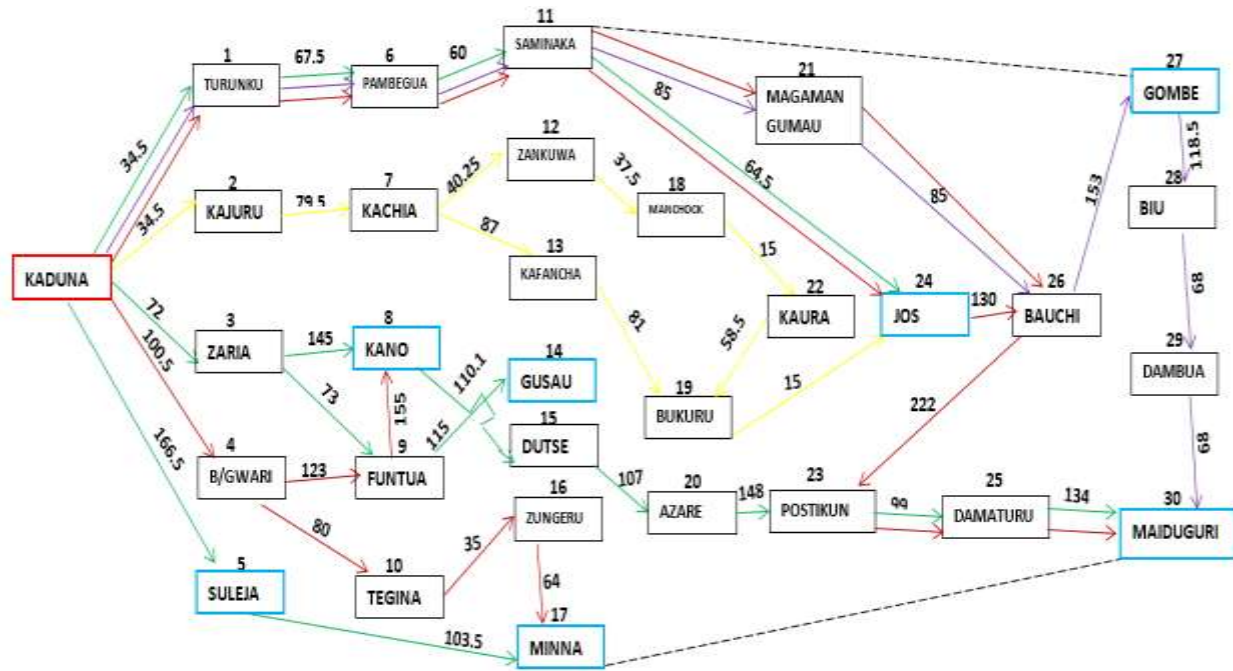 11
SAMINAKA
1
TURUNKU
67.5
6
PAMBEGUA
60
27
GOMBE
21
MAGAMAN
GUMAU
85
34.5
12
ZANKUWA
118.5
64.5
37.5
40.25
2
KAJURU
79.5
7
KACHIA
18
MANCHOCK
85
153
28
BIU
34.5
87
13
KAFANCHA
15
KADUNA
22
KAURA
24
JOS
130
26
BAUCHI
68
72
3
ZARIA
145
8
KANO
81
58.5
100.5
14
GUSAU
110.1
15
29
DAMBUA
73
19
BUKURU
155
115
15
DUTSE
222
166.5
4
B/GWARI
123
9
FUNTUA
68
107
16
ZUNGERU
20
AZARE
148
23
POSTIKUN
99
25
DAMATURU
134
30
MAIDUGURI
80
35
5
SULEJA
10
TEGINA
64
17
MINNA
103.5